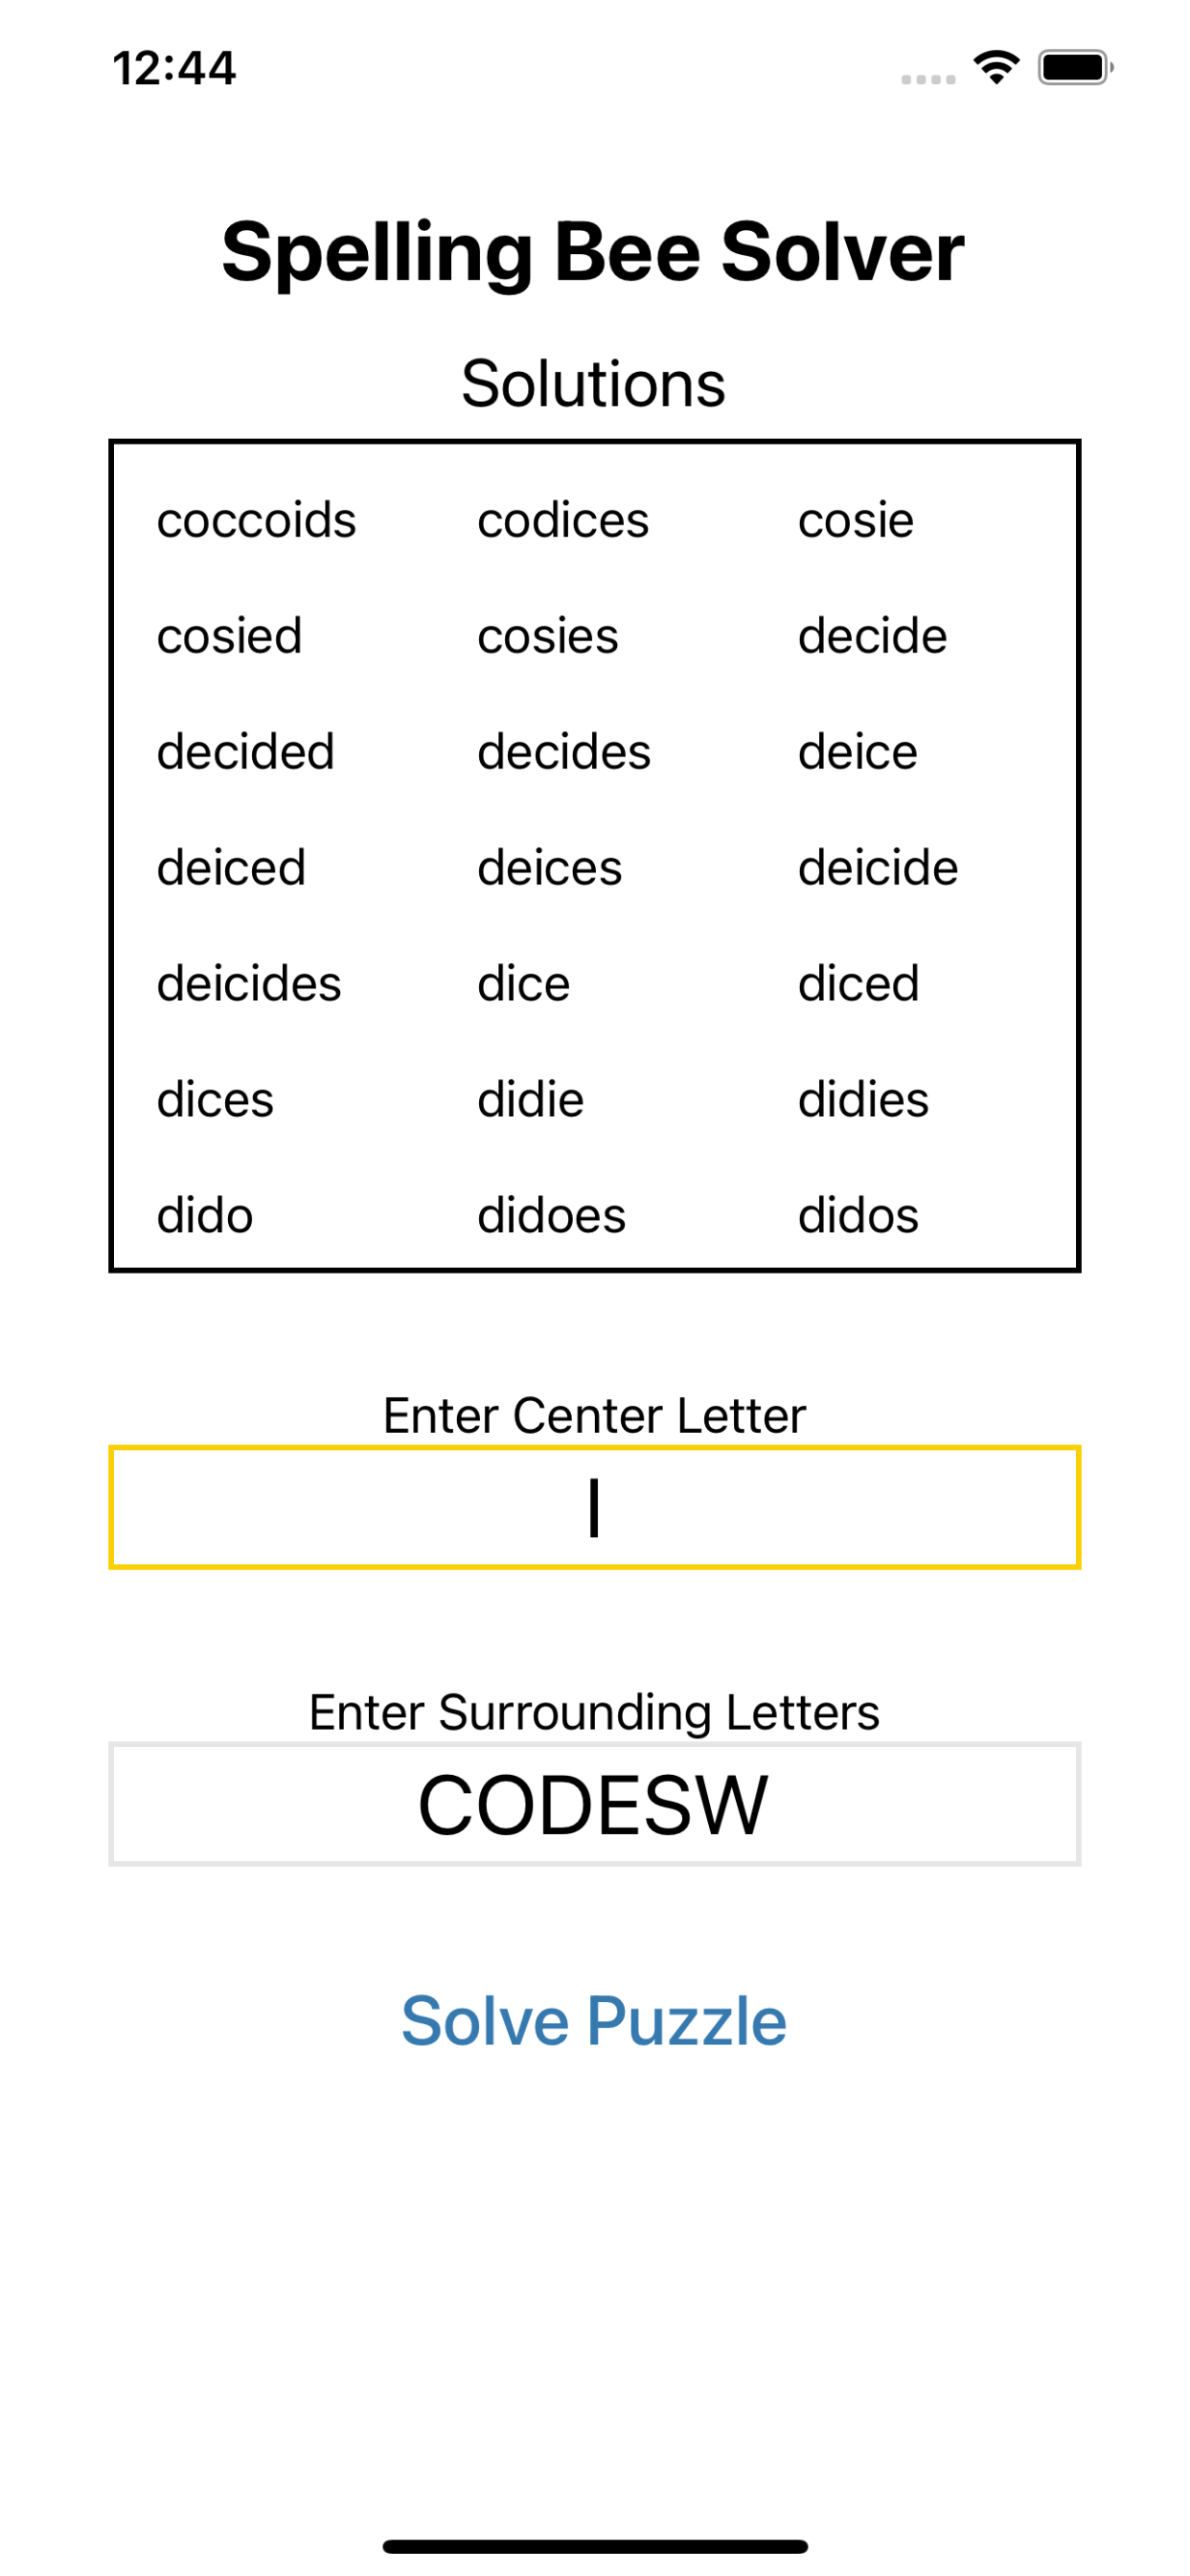 12:44
Spelling Bee Solver
Solutions
coccoids codices cosie
cosied cosies decide
decided decides deice
deiced deices deicide
deicides dice diced
dices didie didies
dido didoes didos
Enter Center Letter
Enter Surrounding Letters
CODESW
Solve Puzzle